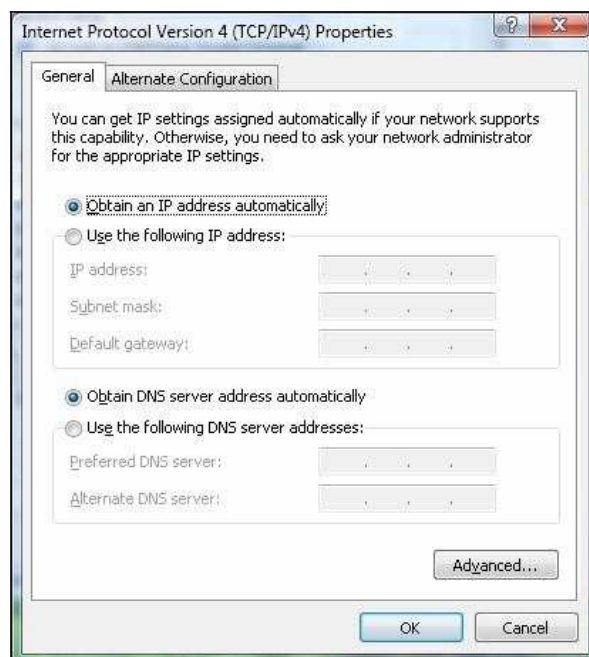 Internet Protocol Version 4 (TCP/IPv4) Properties
?
X
General
Alternate Configuration
You can get IP settings assigned automatically if your network supports
this capability. Otherwise, you need to ask your network administrator
for the appropriate IP settings.
Obtain an IP address automatically
Use the following IP address:
IP address:
. . .
Subnet mask:
. . .
Default gateway:
. . .
Obtain DNS server address automatically
Use the following DNS server addresses:
Preferred DNS server:
. . .
Alternate DNS server:
. . .
Advanced...
OK
Cancel